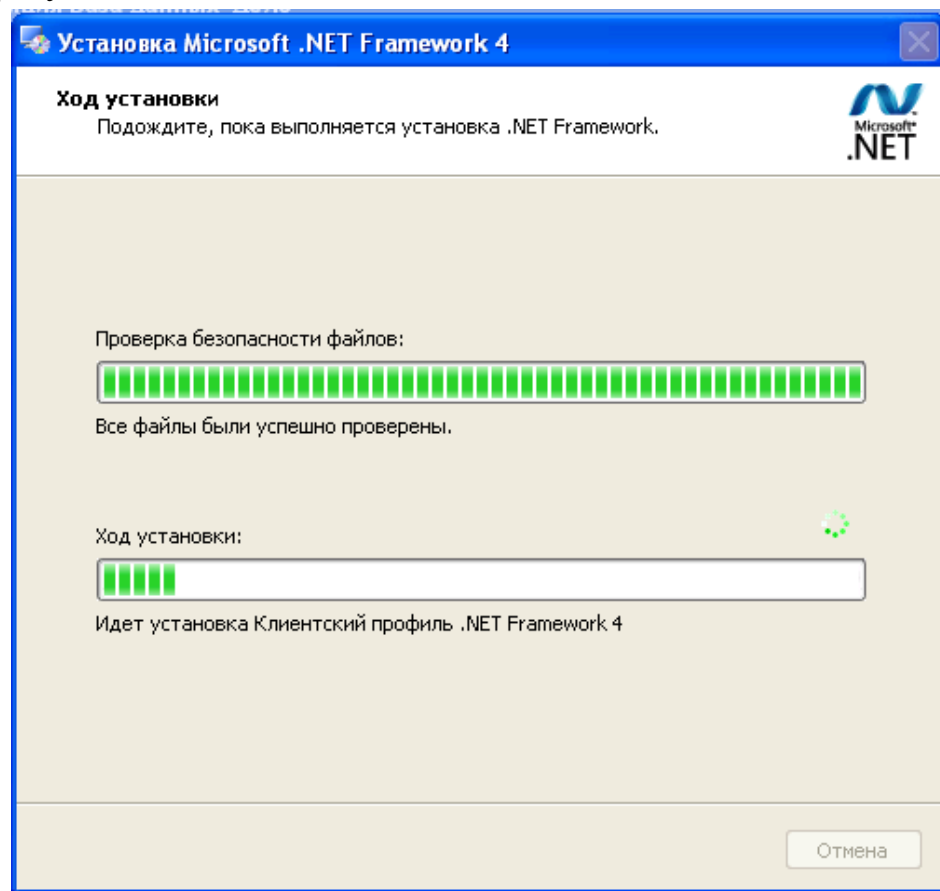 Установка Microsoft .NET Framework 4
Ход установки
Подождите, пока выполняется установка .NET Framework.
Microsoft
.NET
Проверка безопасности файлов:
Все файлы были успешно проверены.
Ход установки:
Идет установка Клиентский профиль .NET Framework 4
Отмена